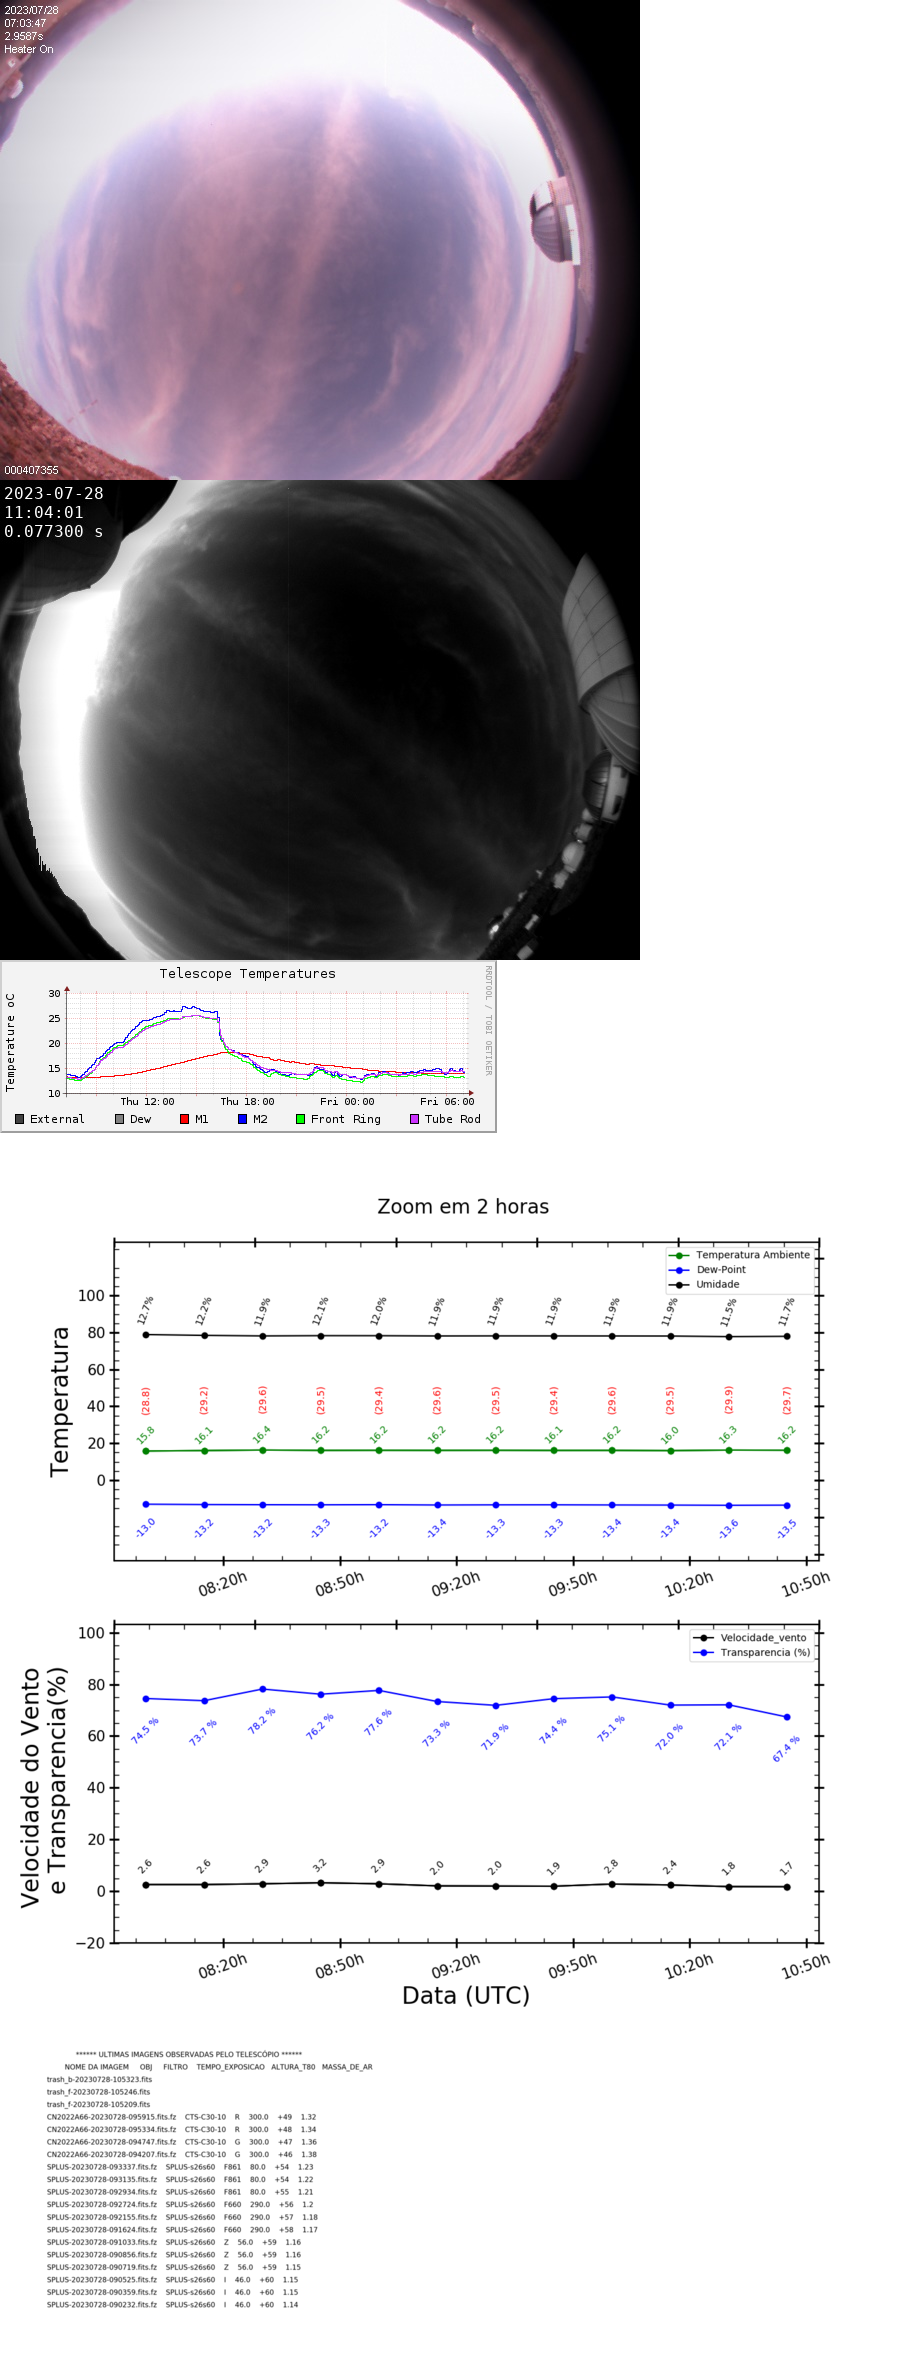 2023/07/28
07:03:47
2.9587s
Heater On
000407355
2023-07-28
11:04:01
0.077300 s
Telescope Temperatures
RRDTOOL / TOBI OETIKER
Temperature oC
30
25
20
15
10
Thu 12:00 Thu 18:00 Fri 00:00 Fri 06:00
External Dew M1 M2 Front Ring Tube Rod
Zoom em 2 horas
Temperatura Ambiente
Dew-Point
Umidade
Temperatura
100
80
60
40
20
0
12.7% 12.2% 11.9% 12.1% 12.0% 11.9% 11.9% 11.9% 11.9% 11.9% 11.5% 11.7%
(28.8) (29.2) (29.6) (29.5) (29.4) (29.6) (29.5) (29.4) (29.6) (29.5) (29.9) (29.7)
15.8 16.1 16.4 16.2 16.2 16.2 16.2 16.1 16.2 16.0 16.3 16.2
-13.0 -13.2 -13.2 -13.3 -13.2 -13.4 -13.3 -13.3 -13.4 -13.4 -13.6 -13.5
08:20h 08:50h 09:20h 09:50h 10:20h 10:50h
Velocidade_vento
Transparencia (%)
Velocidade do Vento
e Transparencia(%)
100
80
60
40
20
0
−20
74.5 % 73.7 % 78.2 % 76.2 % 77.6 % 73.3 % 71.9 % 74.4 % 75.1 % 72.0 % 72.1 % 67.4 %
2.6 2.6 2.9 3.2 2.9 2.0 2.0 1.9 2.8 2.4 1.8 1.7
08:20h 08:50h 09:20h 09:50h 10:20h 10:50h
Data (UTC)
****** ULTIMAS IMAGENS OBSERVADAS PELO TELESCÓPIO ******
NOME DA IMAGEM OBJ FILTRO TEMPO_EXPOSICAO ALTURA_T80 MASSA_DE_AR
trash_b-20230728-105323.fits
trash_f-20230728-105246.fits
trash_f-20230728-105209.fits
CN2022A66-20230728-095915.fits.fz CTS-C30-10 R 300.0 +49 1.32
CN2022A66-20230728-095334.fits.fz CTS-C30-10 R 300.0 +48 1.34
CN2022A66-20230728-094747.fits.fz CTS-C30-10 G 300.0 +47 1.36
CN2022A66-20230728-094207.fits.fz CTS-C30-10 G 300.0 +46 1.38
SPLUS-20230728-093337.fits.fz SPLUS-s26s60 F861 80.0 +54 1.23
SPLUS-20230728-093135.fits.fz SPLUS-s26s60 F861 80.0 +54 1.22
SPLUS-20230728-092934.fits.fz SPLUS-s26s60 F861 80.0 +55 1.21
SPLUS-20230728-092724.fits.fz SPLUS-s26s60 F660 290.0 +56 1.2
SPLUS-20230728-092155.fits.fz SPLUS-s26s60 F660 290.0 +57 1.18
SPLUS-20230728-091624.fits.fz SPLUS-s26s60 F660 290.0 +58 1.17
SPLUS-20230728-091033.fits.fz SPLUS-s26s60 Z 56.0 +59 1.16
SPLUS-20230728-090856.fits.fz SPLUS-s26s60 Z 56.0 +59 1.16
SPLUS-20230728-090719.fits.fz SPLUS-s26s60 Z 56.0 +59 1.15
SPLUS-20230728-090525.fits.fz SPLUS-s26s60 I 46.0 +60 1.15
SPLUS-20230728-090359.fits.fz SPLUS-s26s60 I 46.0 +60 1.15
SPLUS-20230728-090232.fits.fz SPLUS-s26s60 I 46.0 +60 1.14